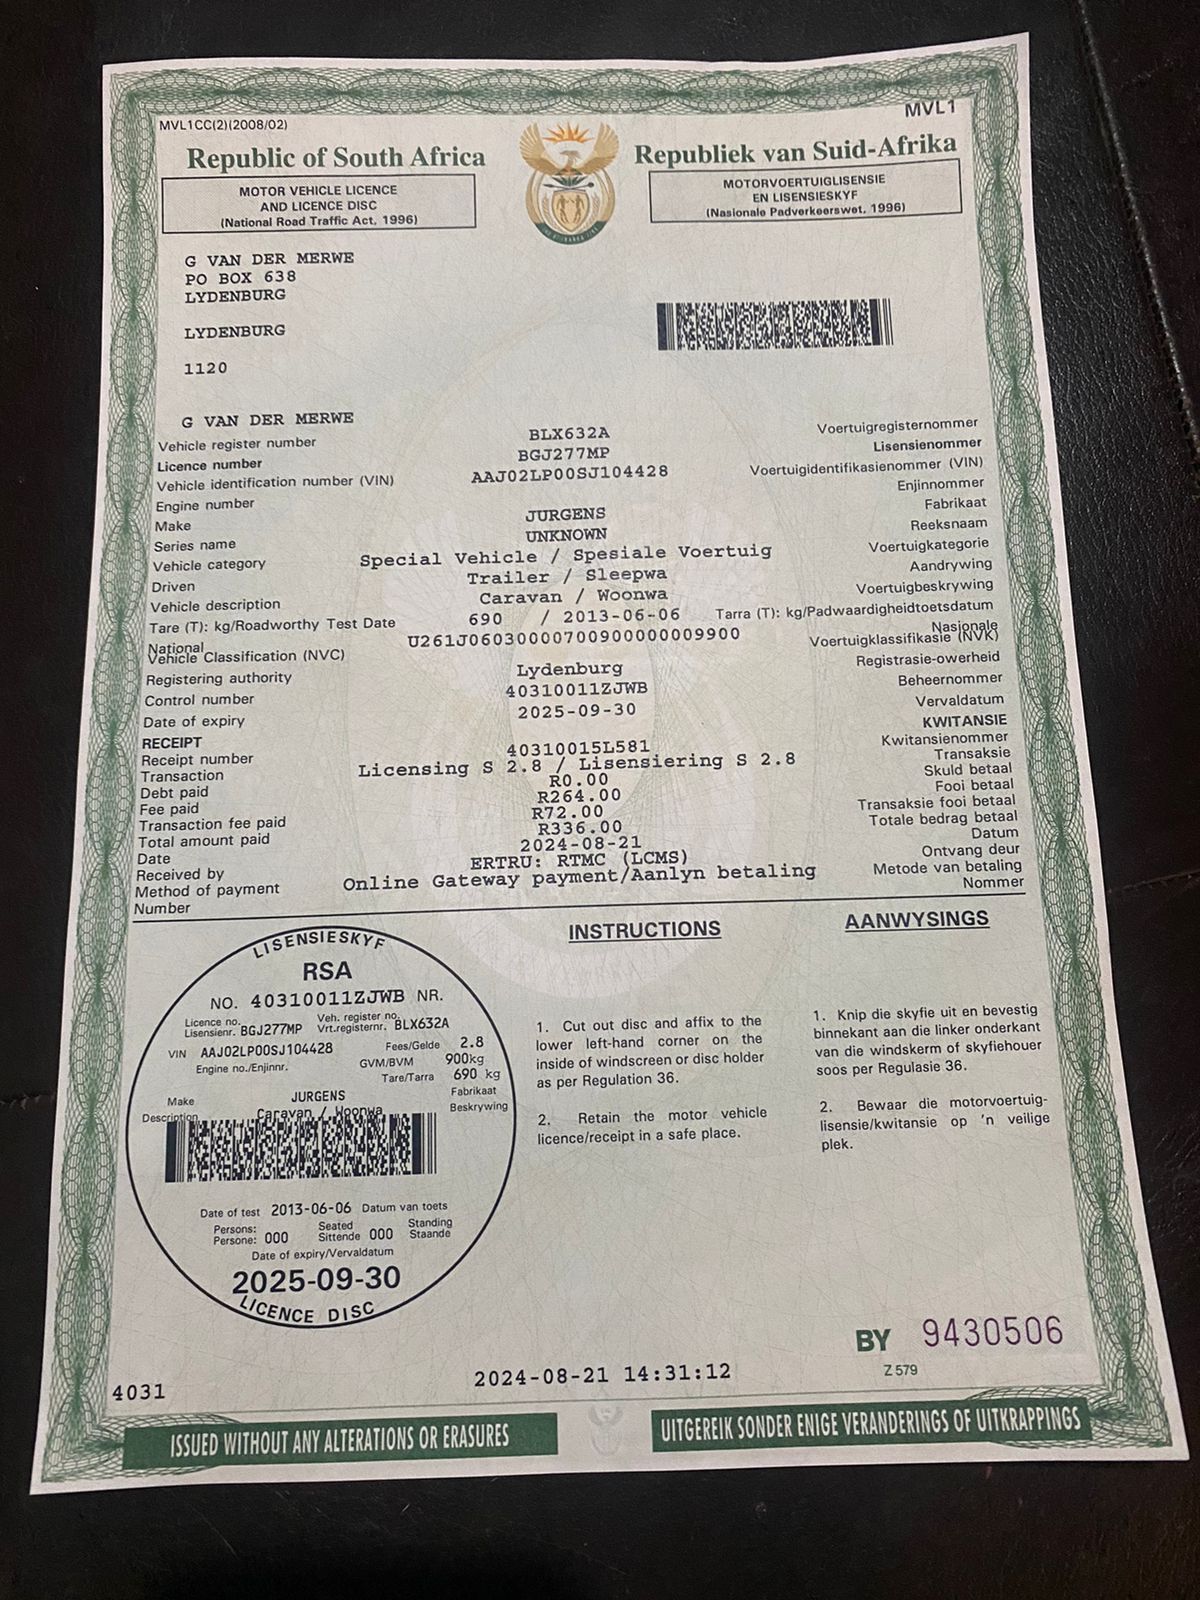 MVL1CC(2)(2008/02)
MVL1
Republic of South Africa
Republiek van Suid-Afrika
MOTOR VEHICLE LICENCE
AND LICENCE DISC
(National Road Traffic Act, 1996)
MOTORVOERTUIGLISENSIE
EN LISENSIESKYF
(Nasionale Padverkeerswet, 1996)
G VAN DER MERWE
PO BOX 638
LYDENBURG
LYDENBURG
1120
G VAN DER MERWE
Vehicle register number BLX632A Voertuigregisternommer
Licence number BGJ277MP Lisensienommer
Vehicle identification number (VIN) AAJ02LP00SJ104428 Voertuigidentifikasienommer (VIN)
Engine number Enjinnommer
Make JURGENS Fabrikaat
Series name UNKNOWN Reeksnaam
Vehicle category Special Vehicle / Spesiale Voertuig Voertuigkategorie
Driven Trailer / Sleepwa Aandrywing
Vehicle description Caravan / Woonwa Voertuigbeskrywing
Tare (T): kg/Roadworthy Test Date 690 / 2013-06-06 Tarra (T): kg/Padwaardigheidtoetsdatum
National Nasionale
Vehicle Classification (NVC) U261J06030000700900000009900 Voertuigklassifikasie (NVK)
Registering authority Lydenburg Registrasie-owerheid
Control number 40310011ZJWB Beheernommer
Date of expiry 2025-09-30 Vervaldatum
RECEIPT KWITANSIE
Receipt number 40310015L581 Kwitansienommer
Transaction Licensing S 2.8 / Lisensiering S 2.8 Transaksie
Debt paid R0.00 Skuld betaal
Fee paid R264.00 Fooi betaal
Transaction fee paid R72.00 Transaksie fooi betaal
Total amount paid R336.00 Totale bedrag betaal
Date 2024-08-21 Datum
Received by ERTRU: RTMC (LCMS) Ontvang deur
Method of payment Online Gateway payment/Aanlyn betaling Metode van betaling
Number Nommer
LISENSIESKYF
RSA
NO. 40310011ZJWB NR.
Licence no. Veh. register no.
Lisensienr. BGJ277MP Vrt.registernr. BLX632A
VIN AAJ02LP00SJ104428 Fees/Gelde 2.8
Engine no./Enjinnr. GVM/BVM 900kg
Tare/Tarra 690 kg
Make JURGENS Fabrikaat
Description Caravan / Woonwa Beskrywing
Date of test 2013-06-06 Datum van toets
Persons: Seated Standing
Persone: 000 Sittende 000 Staande
Date of expiry/Vervaldatum
2025-09-30
LICENCE DISC
INSTRUCTIONS
1. Cut out disc and affix to the
lower left-hand corner on the
inside of windscreen or disc holder
as per Regulation 36.
2. Retain the motor vehicle
licence/receipt in a safe place.
AANWYSINGS
1. Knip die skyfie uit en bevestig
binnekant aan die linker onderkant
van die windskerm of skyfiehouer
soos per Regulasie 36.
2. Bewaar die motorvoertuig-
lisensie/kwitansie op 'n veilige
plek.
BY 9430506
Z 579
4031
2024-08-21 14:31:12
ISSUED WITHOUT ANY ALTERATIONS OR ERASURES
UITGEREIK SONDER ENIGE VERANDERINGS OF UITKRAPPINGS